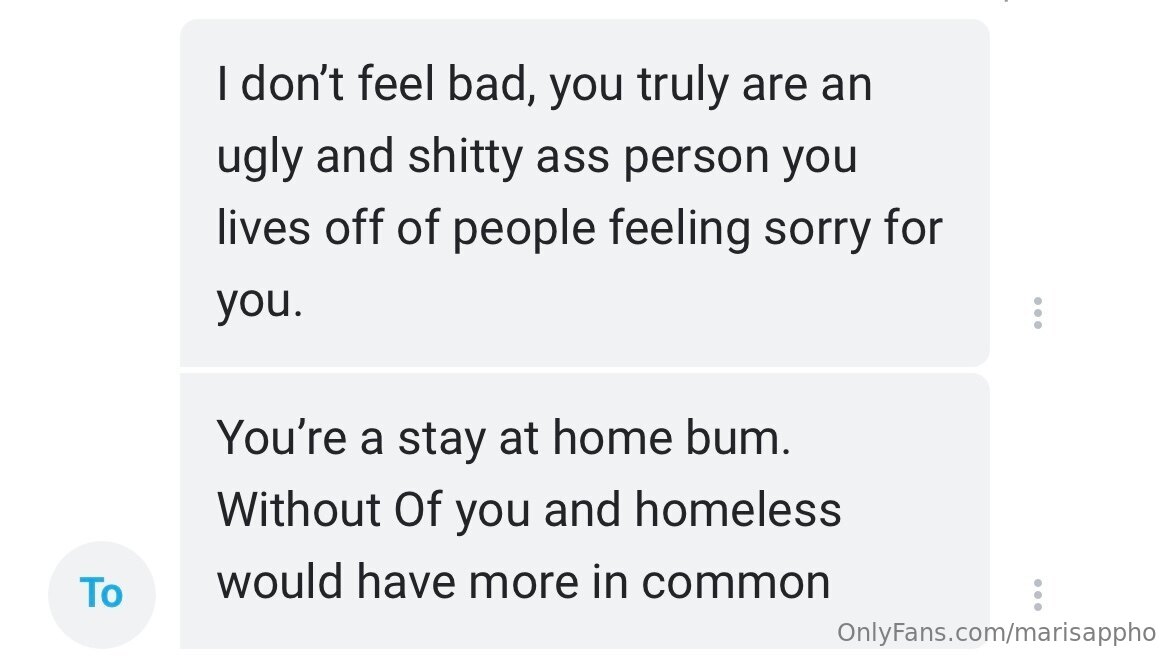 I don’t feel bad, you truly are an
ugly and shitty ass person you
lives off of people feeling sorry for
you.
You’re a stay at home bum.
Without Of you and homeless
would have more in common
To
OnlyFans.com/marisappho